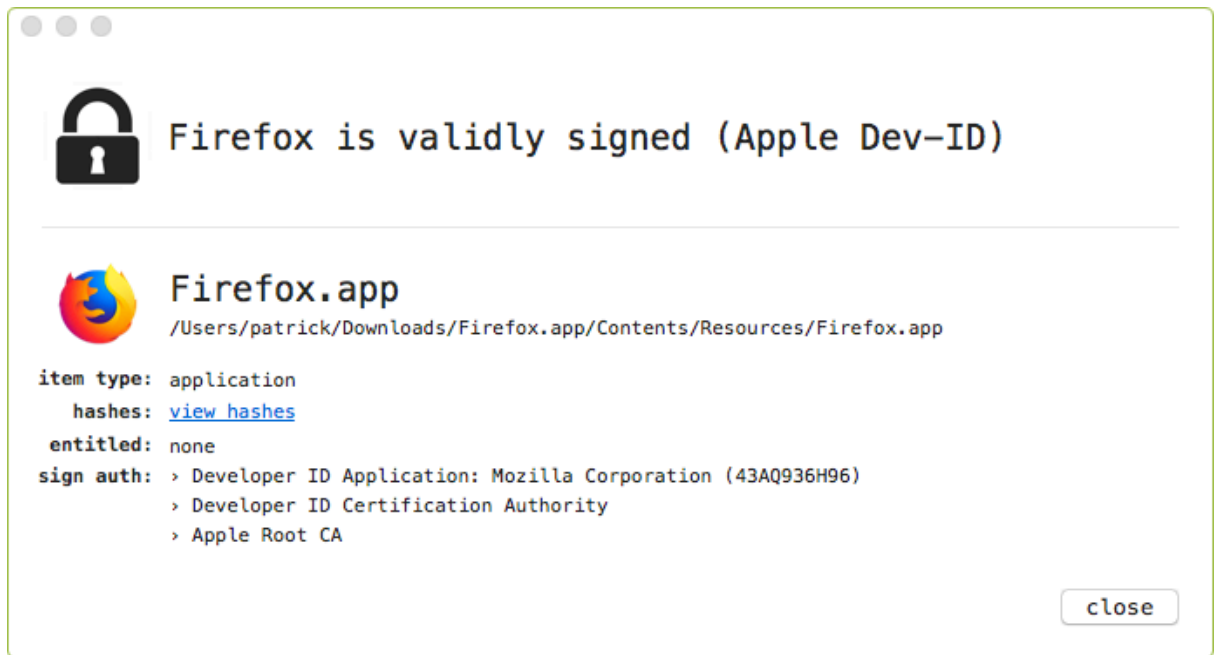 Firefox is validly signed (Apple Dev-ID)
Firefox.app
/Users/patrick/Downloads/Firefox.app/Contents/Resources/Firefox.app
item type: application
hashes: view hashes
entitled: none
sign auth: › Developer ID Application: Mozilla Corporation (43AQ936H96)
› Developer ID Certification Authority
› Apple Root CA
close